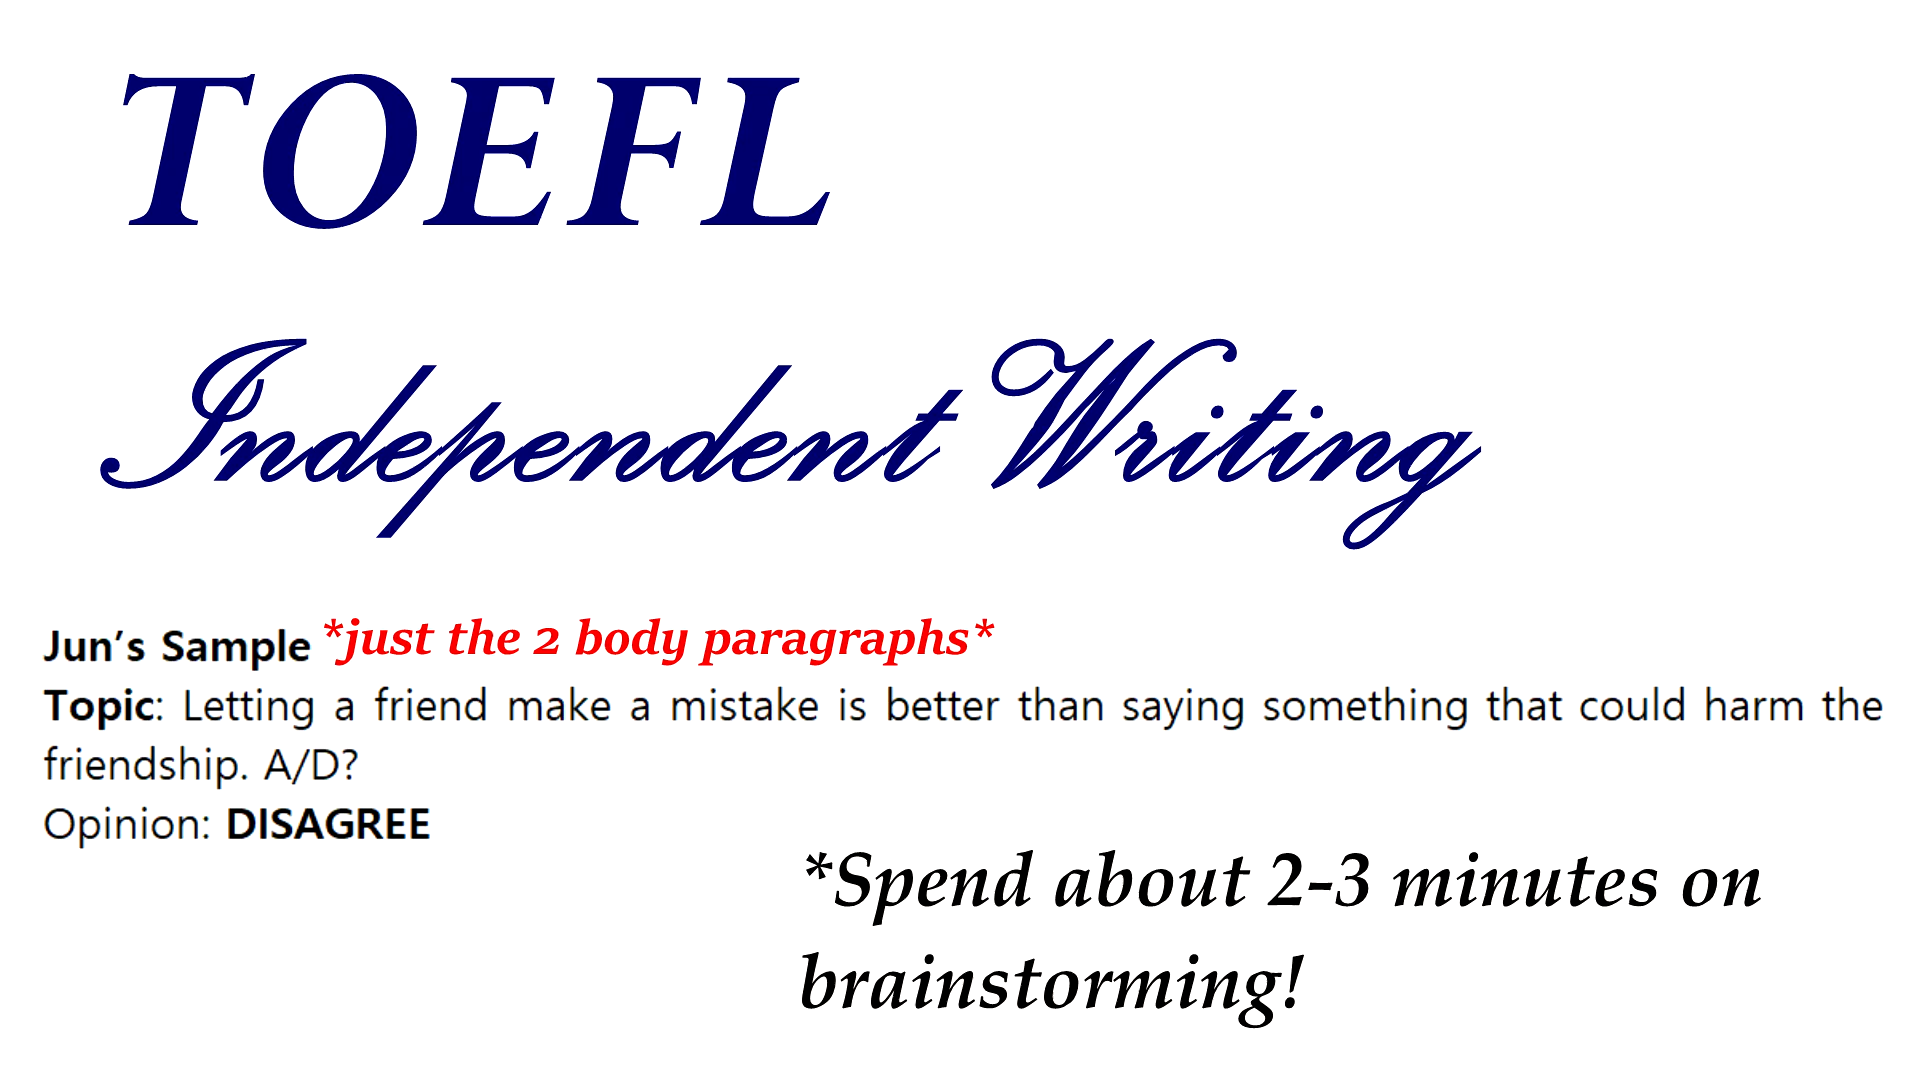 TOEFL
Independent Writing
Jun's Sample *just the 2 body paragraphs*
Topic: Letting a friend make a mistake is better than saying something that could harm the
friendship. A/D?
Opinion: DISAGREE
*Spend about 2-3 minutes on
brainstorming!